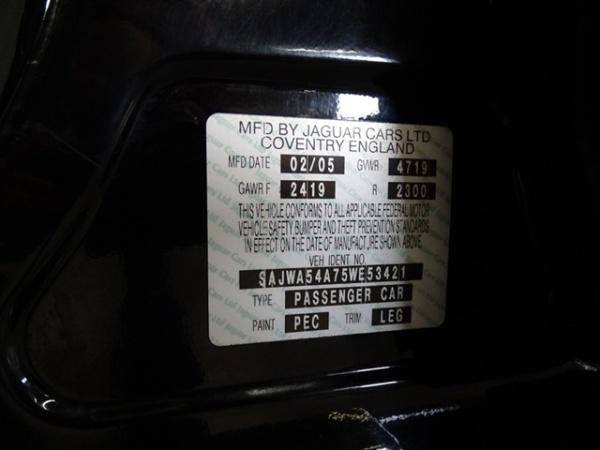 MFD BY JAGUAR CARS LTD
COVENTRY ENGLAND
MFD DATE 02/05 GVWR 4719
GAWR F 2419 R 2300
THIS VEHICLE CONFORMS TO ALL APPLICABLE FEDERAL MOTOR
VEHICLE SAFETY BUMPER AND THEFT PREVENTION STANDARDS
IN EFFECT ON THE DATE OF MANUFACTURE SHOWN ABOVE.
VEH IDENT NO.
SAJWA54A75WE53421
TYPE PASSENGER CAR
PAINT PEC TRIM LEG